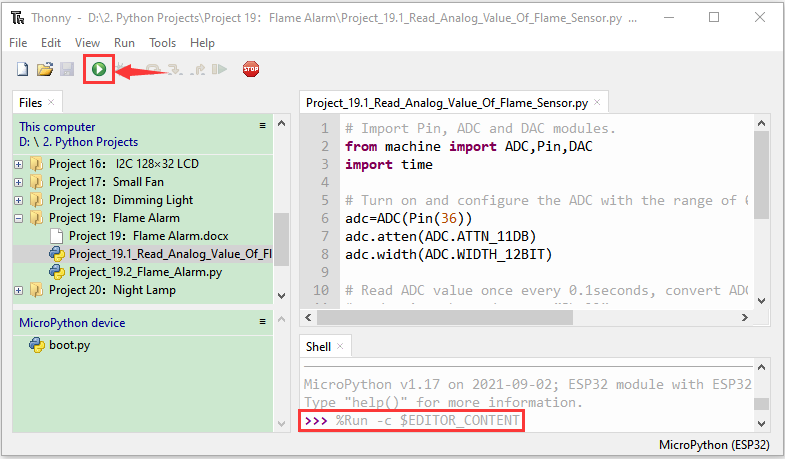 Thonny - D:\2. Python Projects\Project 19：Flame Alarm\Project_19.1_Read_Analog_Value_Of_Flame_Sensor.py ...
File Edit View Run Tools Help
STOP
Files
This computer
D: \ 2. Python Projects
Project 16： I2C 128×32 LCD
Project 17：Small Fan
Project 18：Dimming Light
Project 19：Flame Alarm
Project 19：Flame Alarm.docx
Project_19.1_Read_Analog_Value_Of_Fl
Project_19.2_Flame_Alarm.py
Project 20：Night Lamp
MicroPython device
boot.py
Project_19.1_Read_Analog_Value_Of_Flame_Sensor.py
1 # Import Pin, ADC and DAC modules.
2 from machine import ADC,Pin,DAC
3 import time
4
5 # Turn on and configure the ADC with the range of 0
6 adc=ADC(Pin(36))
7 adc.atten(ADC.ATTN_11DB)
8 adc.width(ADC.WIDTH_12BIT)
9
10 # Read ADC value once every 0.1seconds, convert ADC
Shell
MicroPython v1.17 on 2021-09-02; ESP32 module with ESP32
Type "help()" for more information.
>>> %Run -c $EDITOR_CONTENT
MicroPython (ESP32)